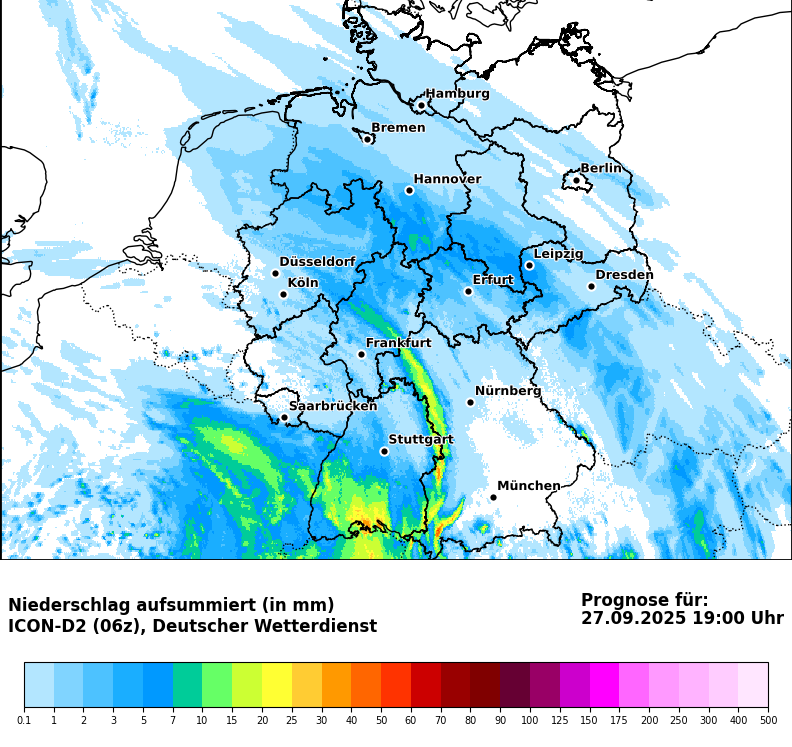 Hamburg
Bremen
Berlin
Hannover
Leipzig
Düsseldorf
Dresden
Erfurt
Köln
Frankfurt
Nürnberg
Saarbrücken
Stuttgart
München
Niederschlag aufsummiert (in mm)
ICON-D2 (06z), Deutscher Wetterdienst
Prognose für:
27.09.2025 19:00 Uhr
0.1 1 2 3 5 7 10 15 20 25 30 40 50 60 70 80 90 100 125 150 175 200 250 300 400 500